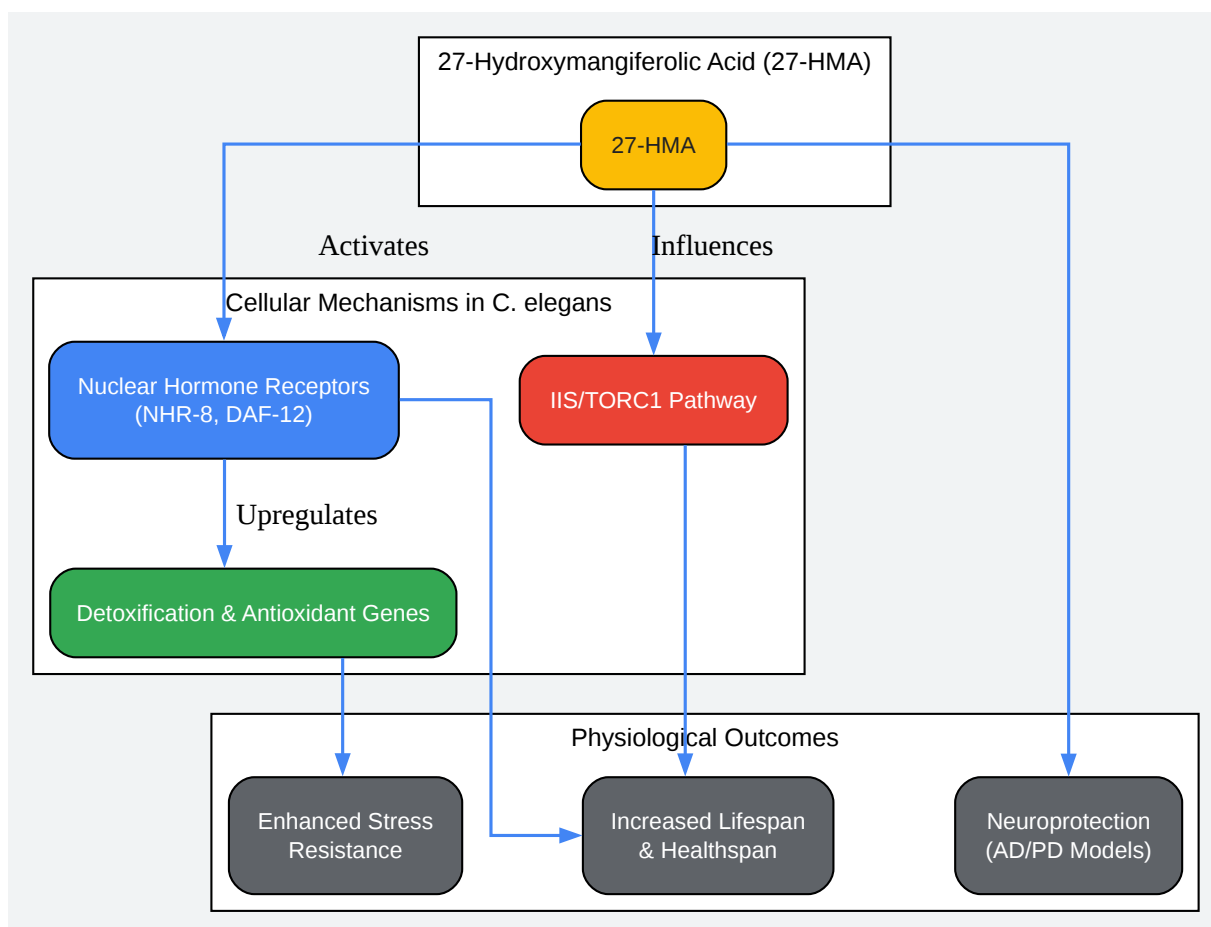 27-Hydroxymangiferolic Acid (27-HMA)
27-HMA
Activates
Influences
Cellular Mechanisms in C. elegans
Nuclear Hormone Receptors
(NHR-8, DAF-12)
IIS/TORC1 Pathway
Upregulates
Detoxification & Antioxidant Genes
Physiological Outcomes
Enhanced Stress
Resistance
Increased Lifespan
& Healthspan
Neuroprotection
(AD/PD Models)